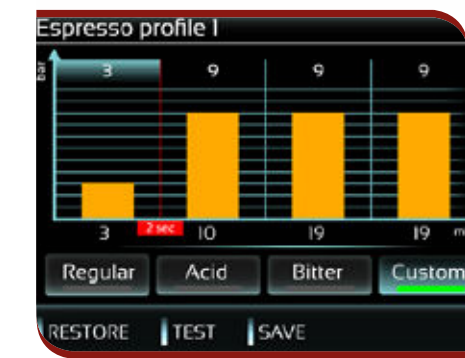 Espresso profile 1
bar
3 9 9 9
3 2 sec 10 19 19 m
Regular Acid Bitter Custom
RESTORE TEST SAVE